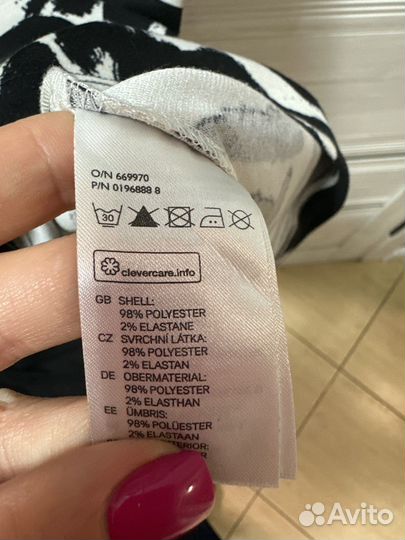 O/N 669970
P/N 0196888 8
30
clevercare.info
GB SHELL:
98% POLYESTER
2% ELASTANE
CZ SVRCHNÍ LÁTKA:
98% POLYESTER
2% ELASTAN
DE OBERMATERIAL:
98% POLYESTER
2% ELASTHAN
EE ÜMBRIS:
98% POLÜESTER
2% ELASTAAN
Avito